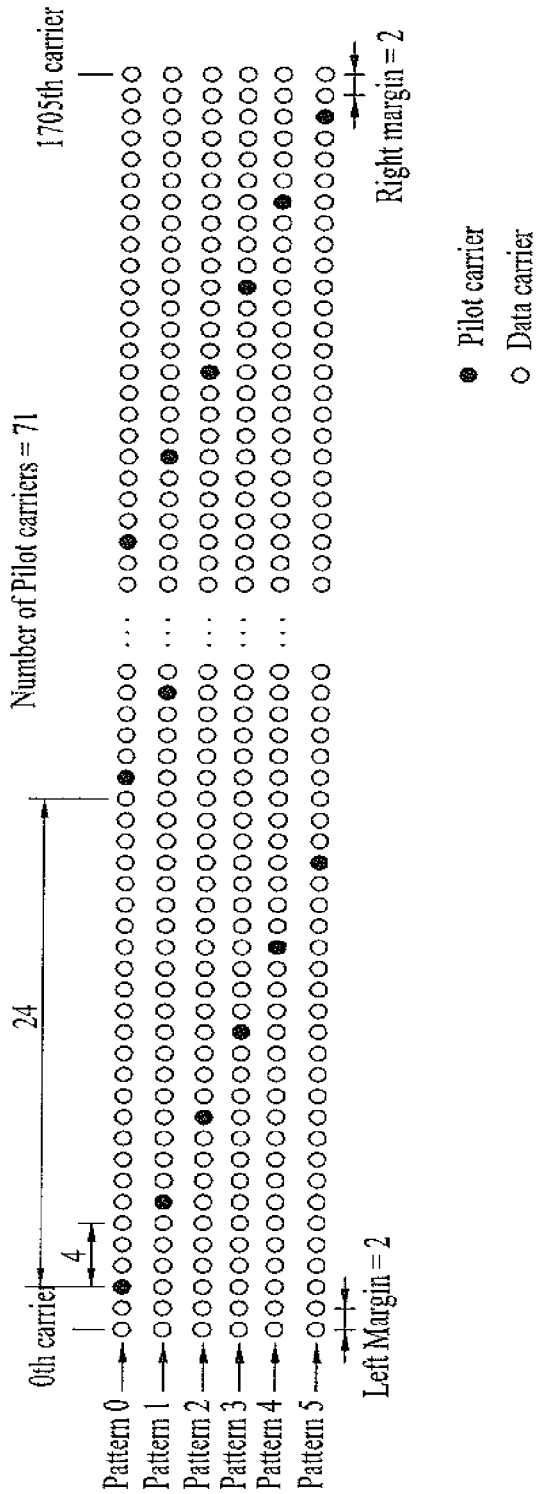 Number of Pilot carriers = 71
0th carrier
1705th carrier
24
4
Pattern 0
Pattern 1
Pattern 2
Pattern 3
Pattern 4
Pattern 5
...
...
...
...
...
Left Margin = 2
Right margin = 2
Pilot carrier
Data carrier